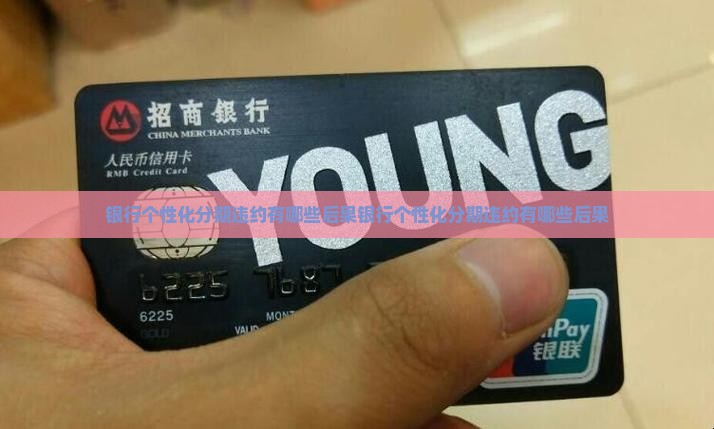 招商银行
CHINA MERCHANTS BANK
人民币信用卡
RMB Credit Card
YOUNG
银行个性化分期违约有哪些后果银行个性化分期违约有哪些后果
6225 7687
6225
MONT
GOLD
VALID
nPay
银联